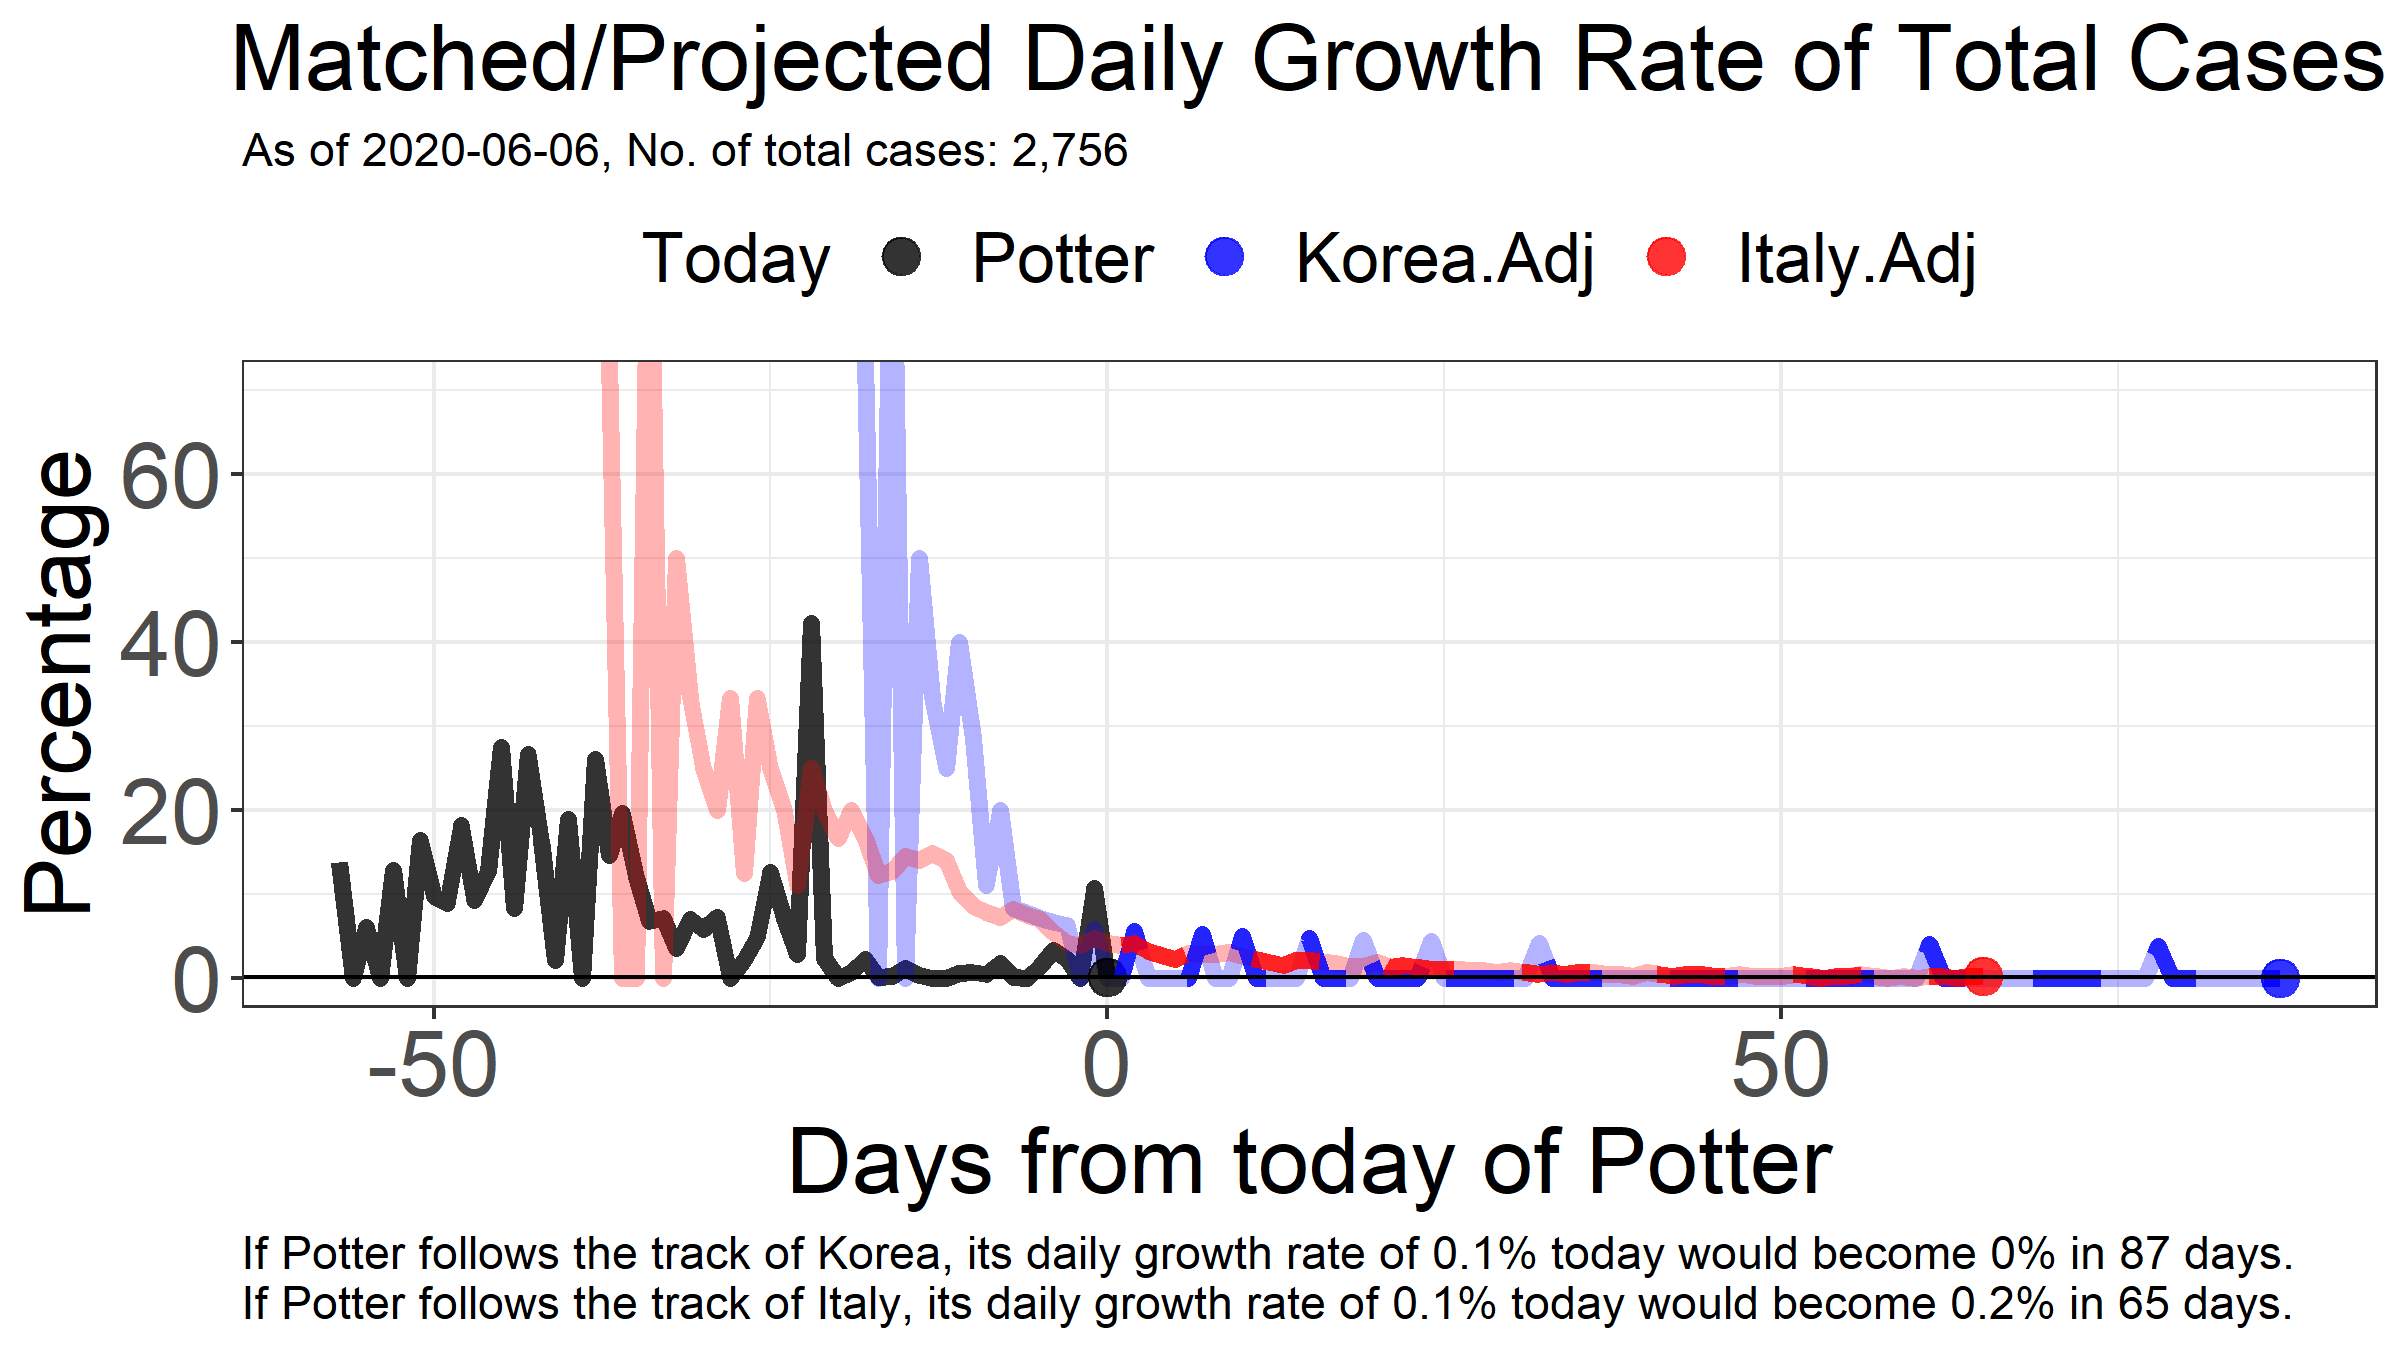 Matched/Projected Daily Growth Rate of Total Cases
As of 2020-06-06, No. of total cases: 2,756
Today Potter Korea.Adj Italy.Adj
Percentage
60
40
20
0
-50 0 50
Days from today of Potter
If Potter follows the track of Korea, its daily growth rate of 0.1% today would become 0% in 87 days.
If Potter follows the track of Italy, its daily growth rate of 0.1% today would become 0.2% in 65 days.